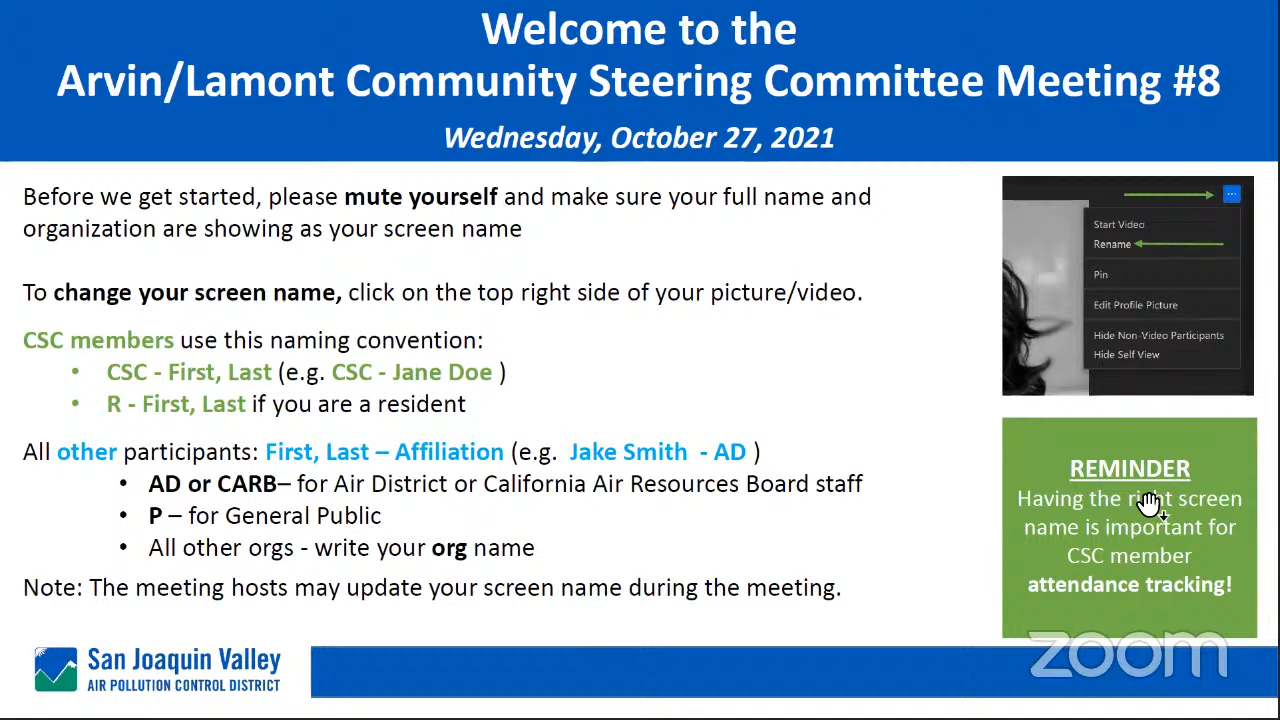 Welcome to the
Arvin/Lamont Community Steering Committee Meeting #8
Wednesday, October 27, 2021
Before we get started, please mute yourself and make sure your full name and
organization are showing as your screen name
To change your screen name, click on the top right side of your picture/video.
CSC members use this naming convention:
• CSC - First, Last (e.g. CSC - Jane Doe )
• R - First, Last if you are a resident
All other participants: First, Last – Affiliation (e.g. Jake Smith - AD )
• AD or CARB– for Air District or California Air Resources Board staff
• P – for General Public
• All other orgs - write your org name
Note: The meeting hosts may update your screen name during the meeting.
Start Video
Rename
Pin
Edit Profile Picture
Hide Non-Video Participants
Hide Self View
REMINDER
Having the right screen
name is important for
CSC member
attendance tracking!
San Joaquin Valley
AIR POLLUTION CONTROL DISTRICT
zoom